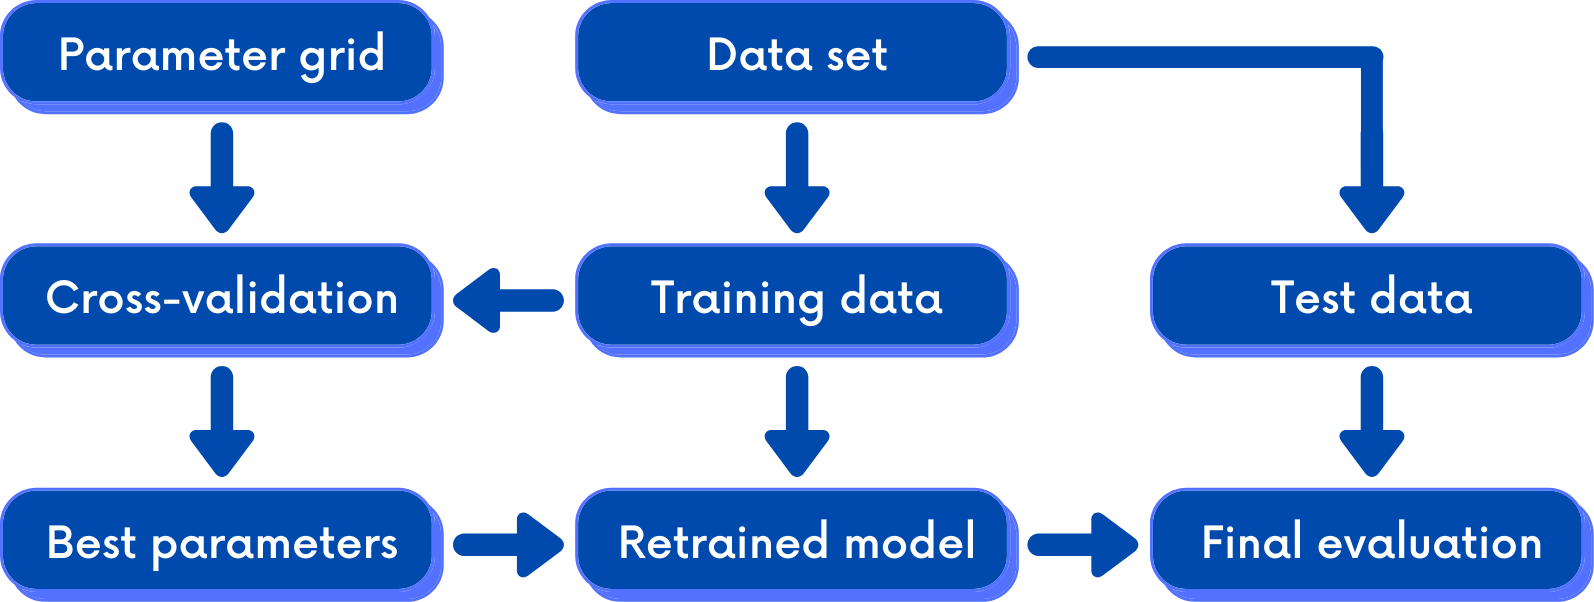 Parameter grid
Data set
Cross-validation
Training data
Test data
Best parameters
Retrained model
Final evaluation